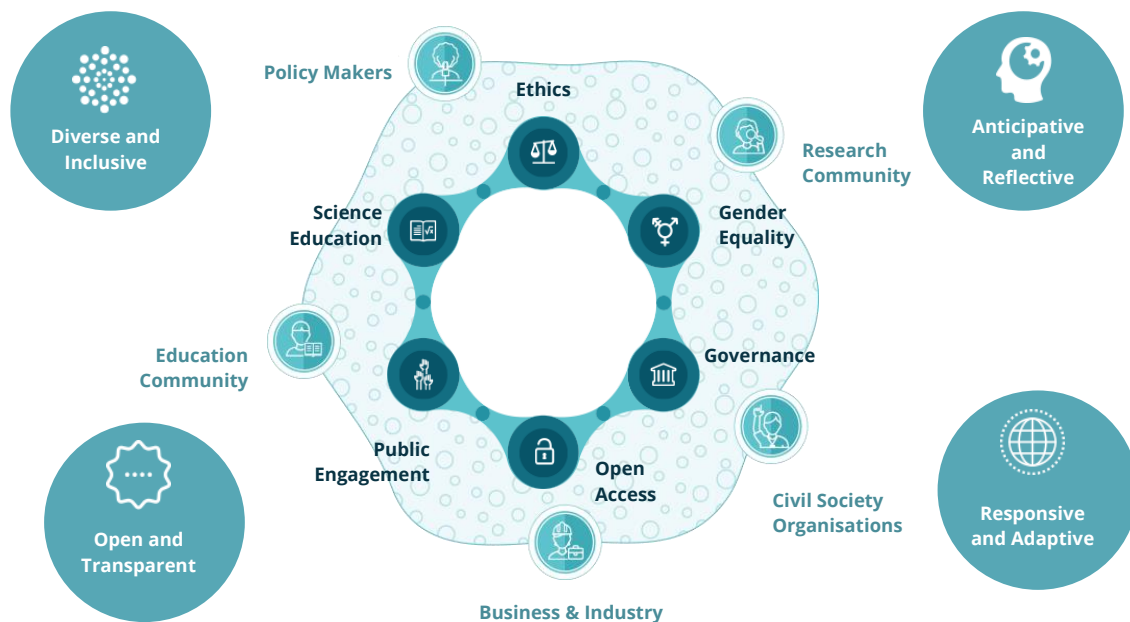 Policy Makers
Ethics
Diverse and
Inclusive
Anticipative
and
Reflective
Research
Community
Science
Education
Gender
Equality
Education
Community
Governance
Public
Engagement
Open
Access
Civil Society
Organisations
Open and
Transparent
Responsive
and Adaptive
Business & Industry